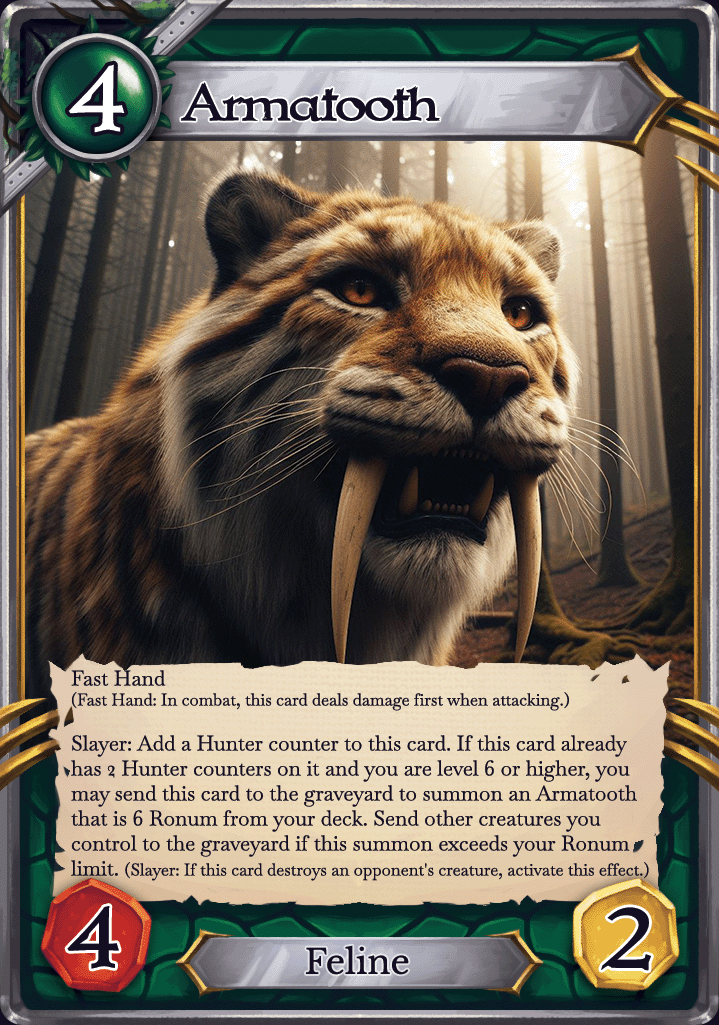 4
Armatooth
Fast Hand
(Fast Hand: In combat, this card deals damage first when attacking.)
Slayer: Add a Hunter counter to this card. If this card already
has 2 Hunter counters on it and you are level 6 or higher, you
may send this card to the graveyard to summon an Armatooth
that is 6 Ronum from your deck. Send other creatures you
control to the graveyard if this summon exceeds your Ronum
limit. (Slayer: If this card destroys an opponent's creature, activate this effect.)
4
Feline
2